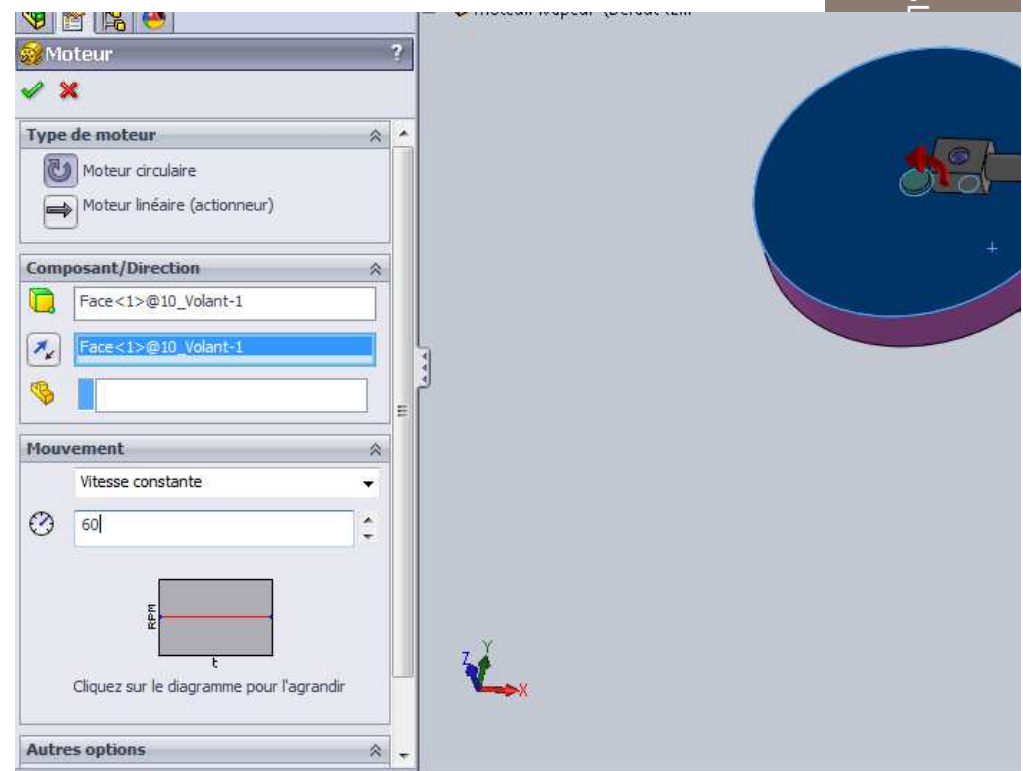 Moteur ?
Type de moteur
Moteur circulaire
Moteur linéaire (actionneur)
Composant/Direction
Face<1>@10_Volant-1
Face<1>@10_Volant-1
Mouvement
Vitesse constante
60
RPM
t
Cliquez sur le diagramme pour l'agrandir
Autres options
Y
Z
X